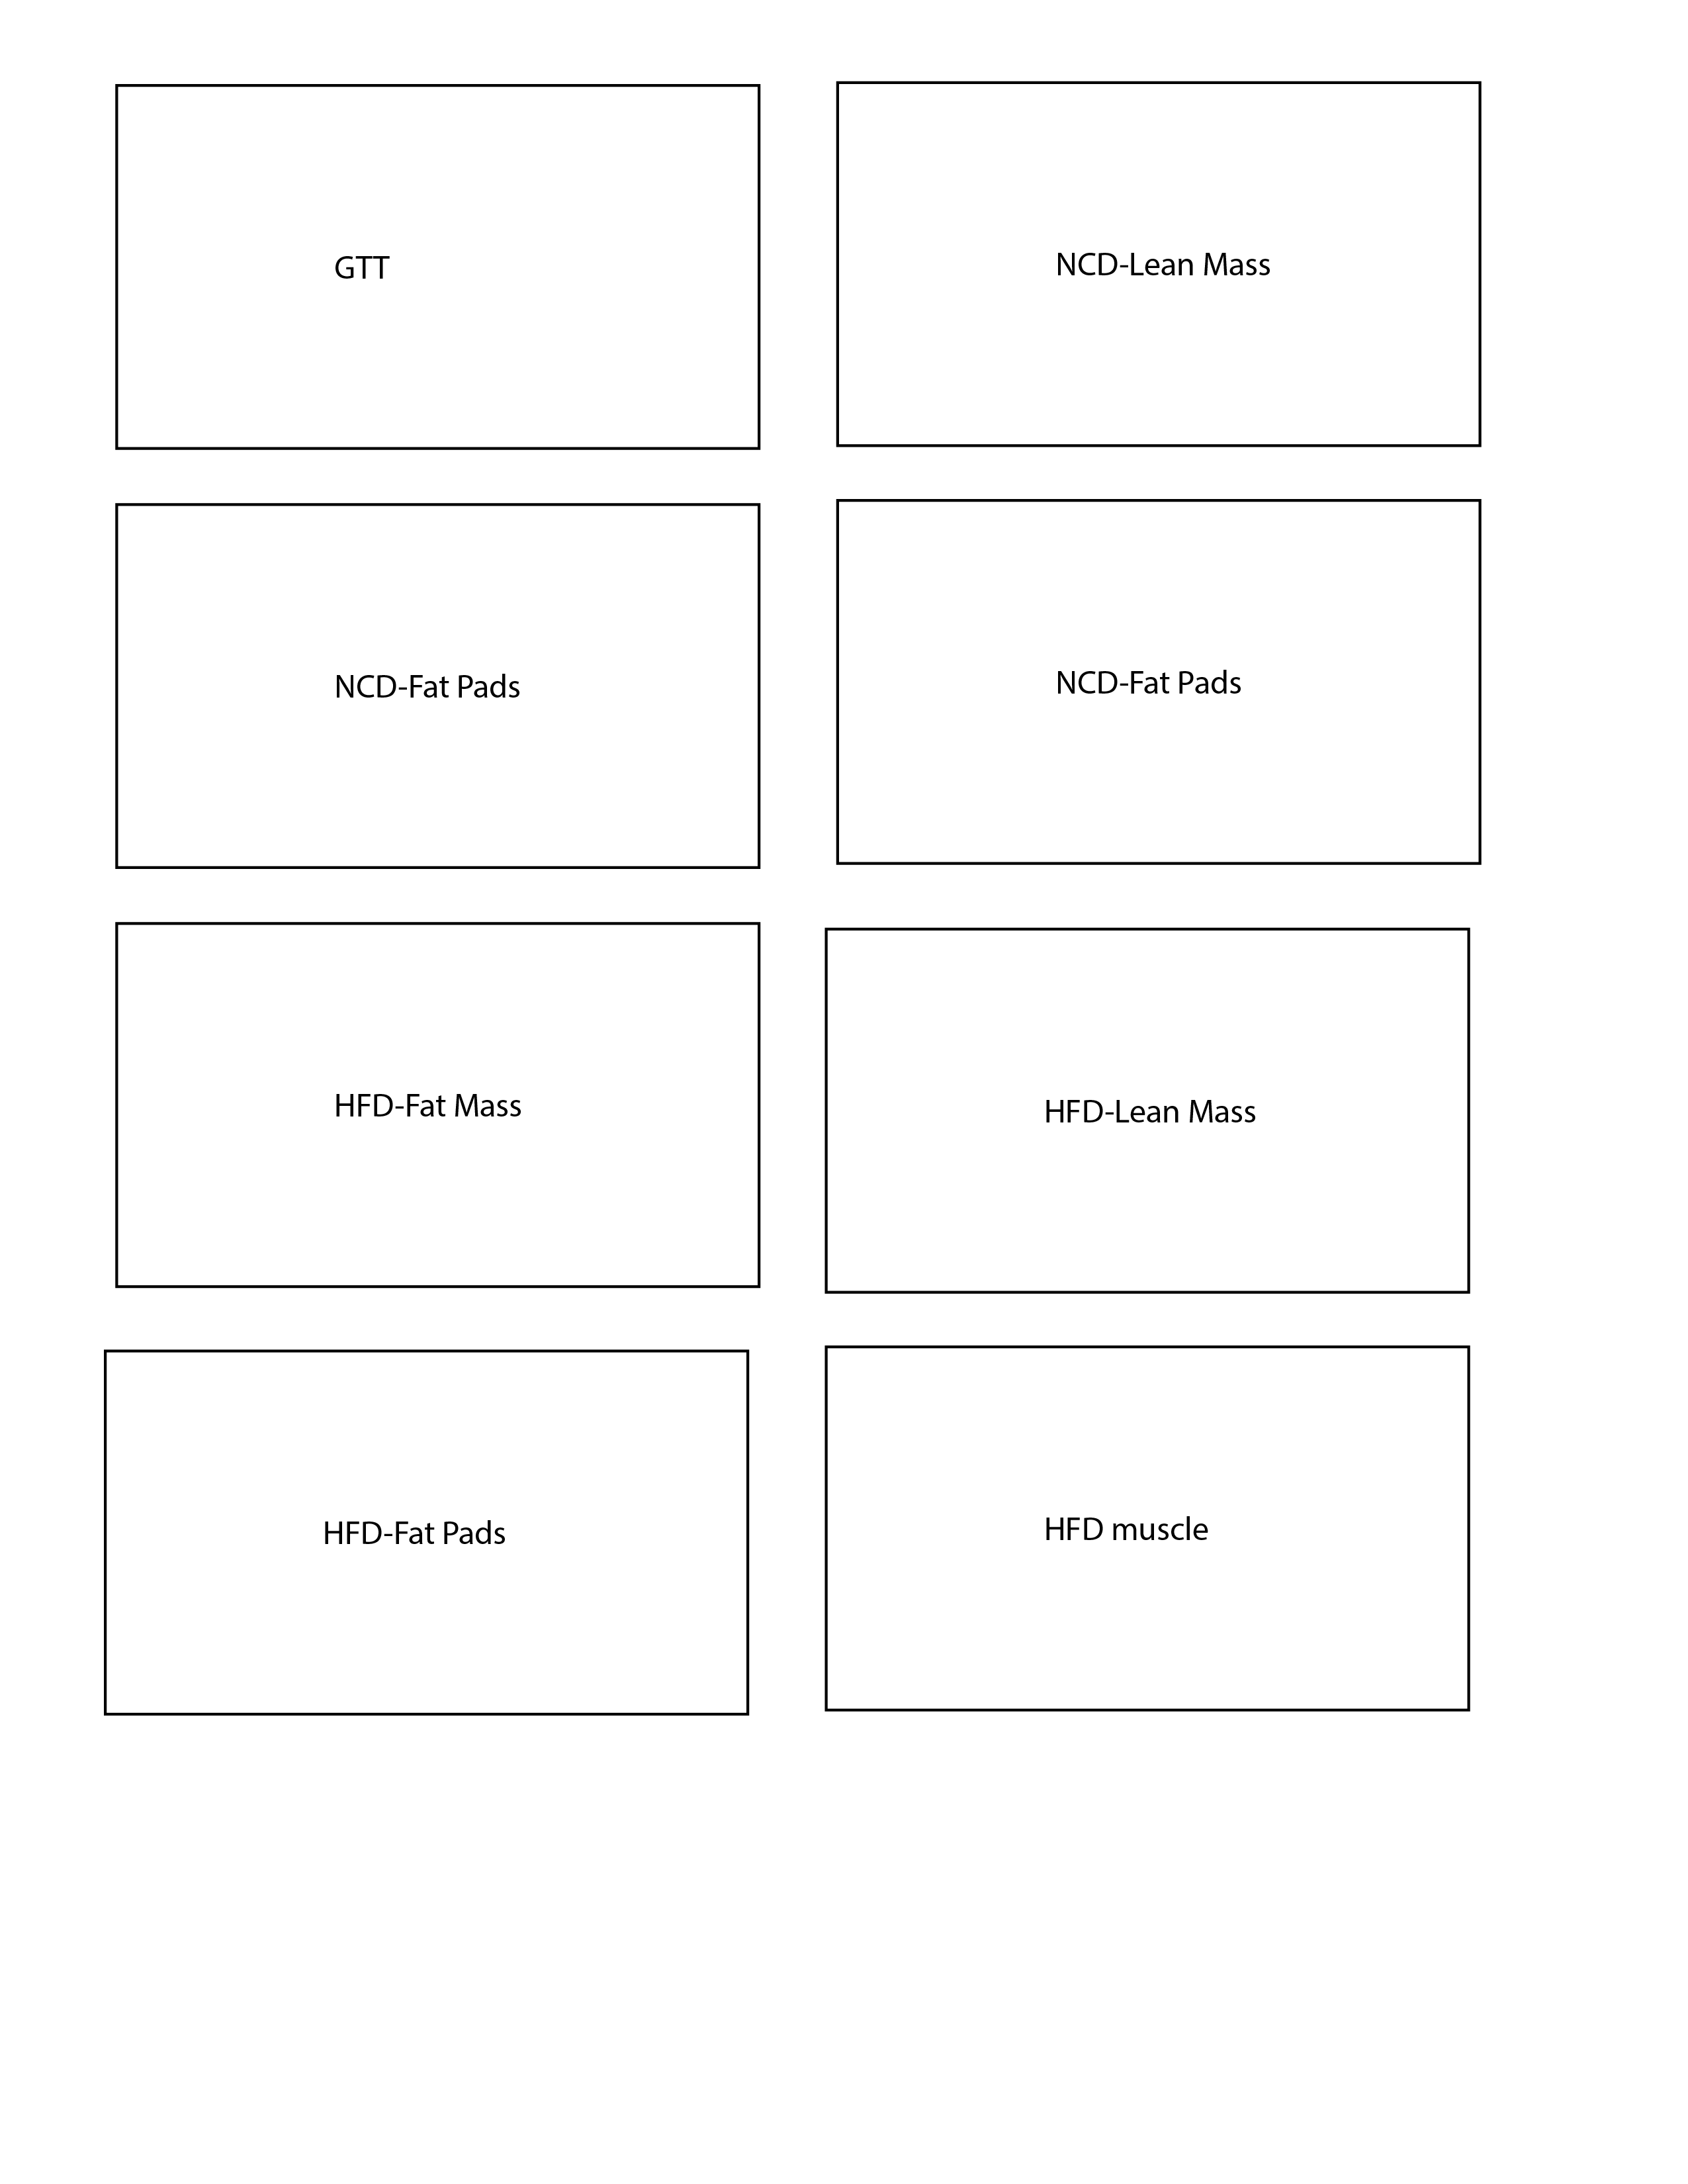 GTT
NCD-Lean Mass
NCD-Fat Pads
NCD-Fat Pads
HFD-Fat Mass
HFD-Lean Mass
HFD-Fat Pads
HFD muscle